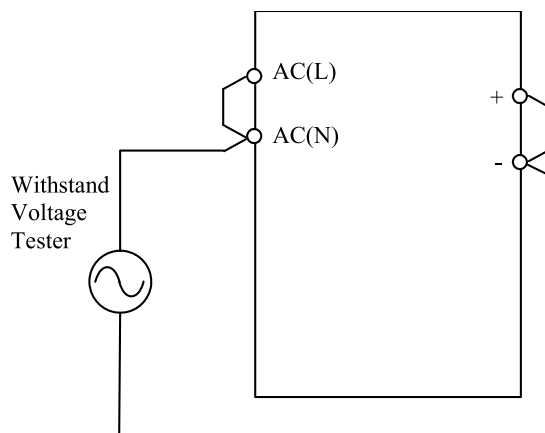 AC(L)
+
AC(N)
-
Withstand
Voltage
Tester